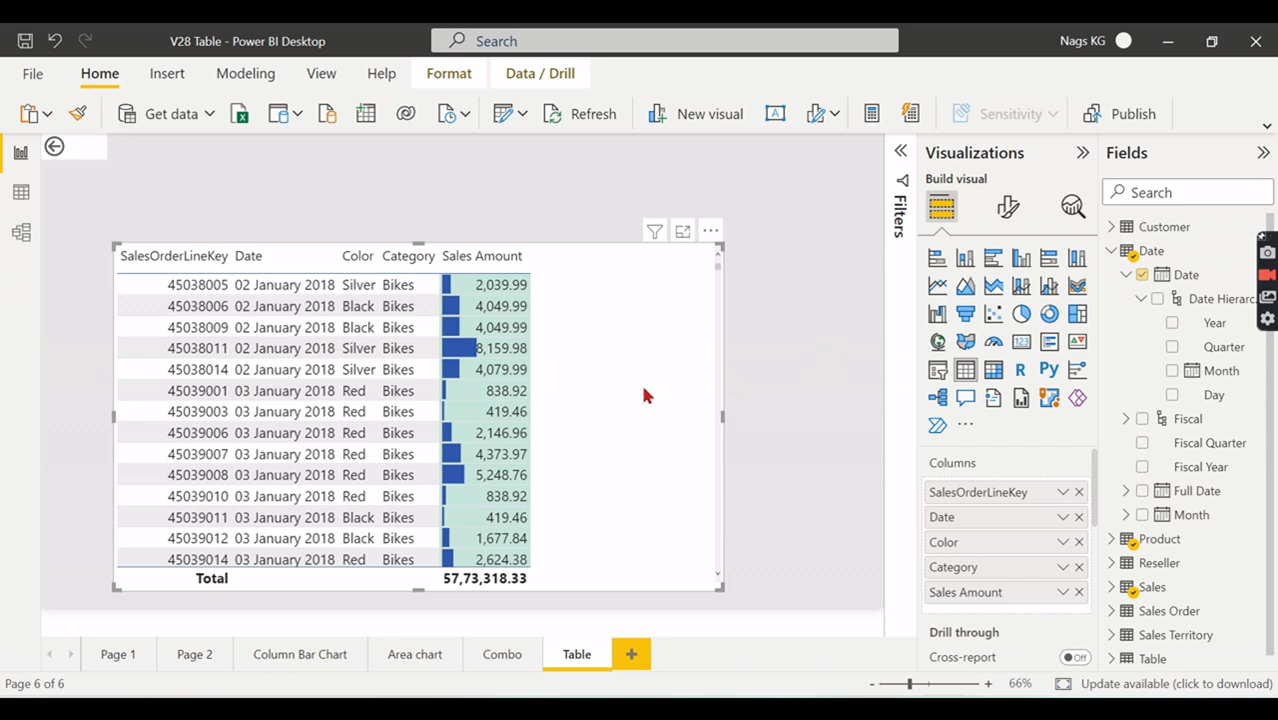 V28 Table - Power BI Desktop
Search
Nags KG
File Home Insert Modeling View Help Format Data / Drill
Get data Refresh New visual Sensitivity Publish
Filters
Visualizations
Build visual
SalesOrderLineKey Date Color Category Sales Amount
45038005 02 January 2018 Silver Bikes 2,039.99
45038006 02 January 2018 Black Bikes 4,049.99
45038009 02 January 2018 Black Bikes 4,049.99
45038011 02 January 2018 Silver Bikes 8,159.98
45038014 02 January 2018 Silver Bikes 4,079.99
45039001 03 January 2018 Red Bikes 838.92
45039003 03 January 2018 Red Bikes 419.46
45039006 03 January 2018 Red Bikes 2,146.96
45039007 03 January 2018 Red Bikes 4,373.97
45039008 03 January 2018 Red Bikes 5,248.76
45039010 03 January 2018 Red Bikes 838.92
45039011 03 January 2018 Black Bikes 419.46
45039012 03 January 2018 Black Bikes 1,677.84
45039014 03 January 2018 Red Bikes 2,624.38
Total 57,73,318.33
123
R Py
Columns
SalesOrderLineKey
Date
Color
Category
Sales Amount
Drill through
Cross-report Off
Fields
Search
Customer
Date
Date
Date Hierarc...
Year
Quarter
Month
Day
Fiscal
Fiscal Quarter
Fiscal Year
Full Date
Month
Product
Reseller
Sales
Sales Order
Sales Territory
Table
Page 1 Page 2 Column Bar Chart Area chart Combo Table
Page 6 of 6 - + 66% Update available (click to download)